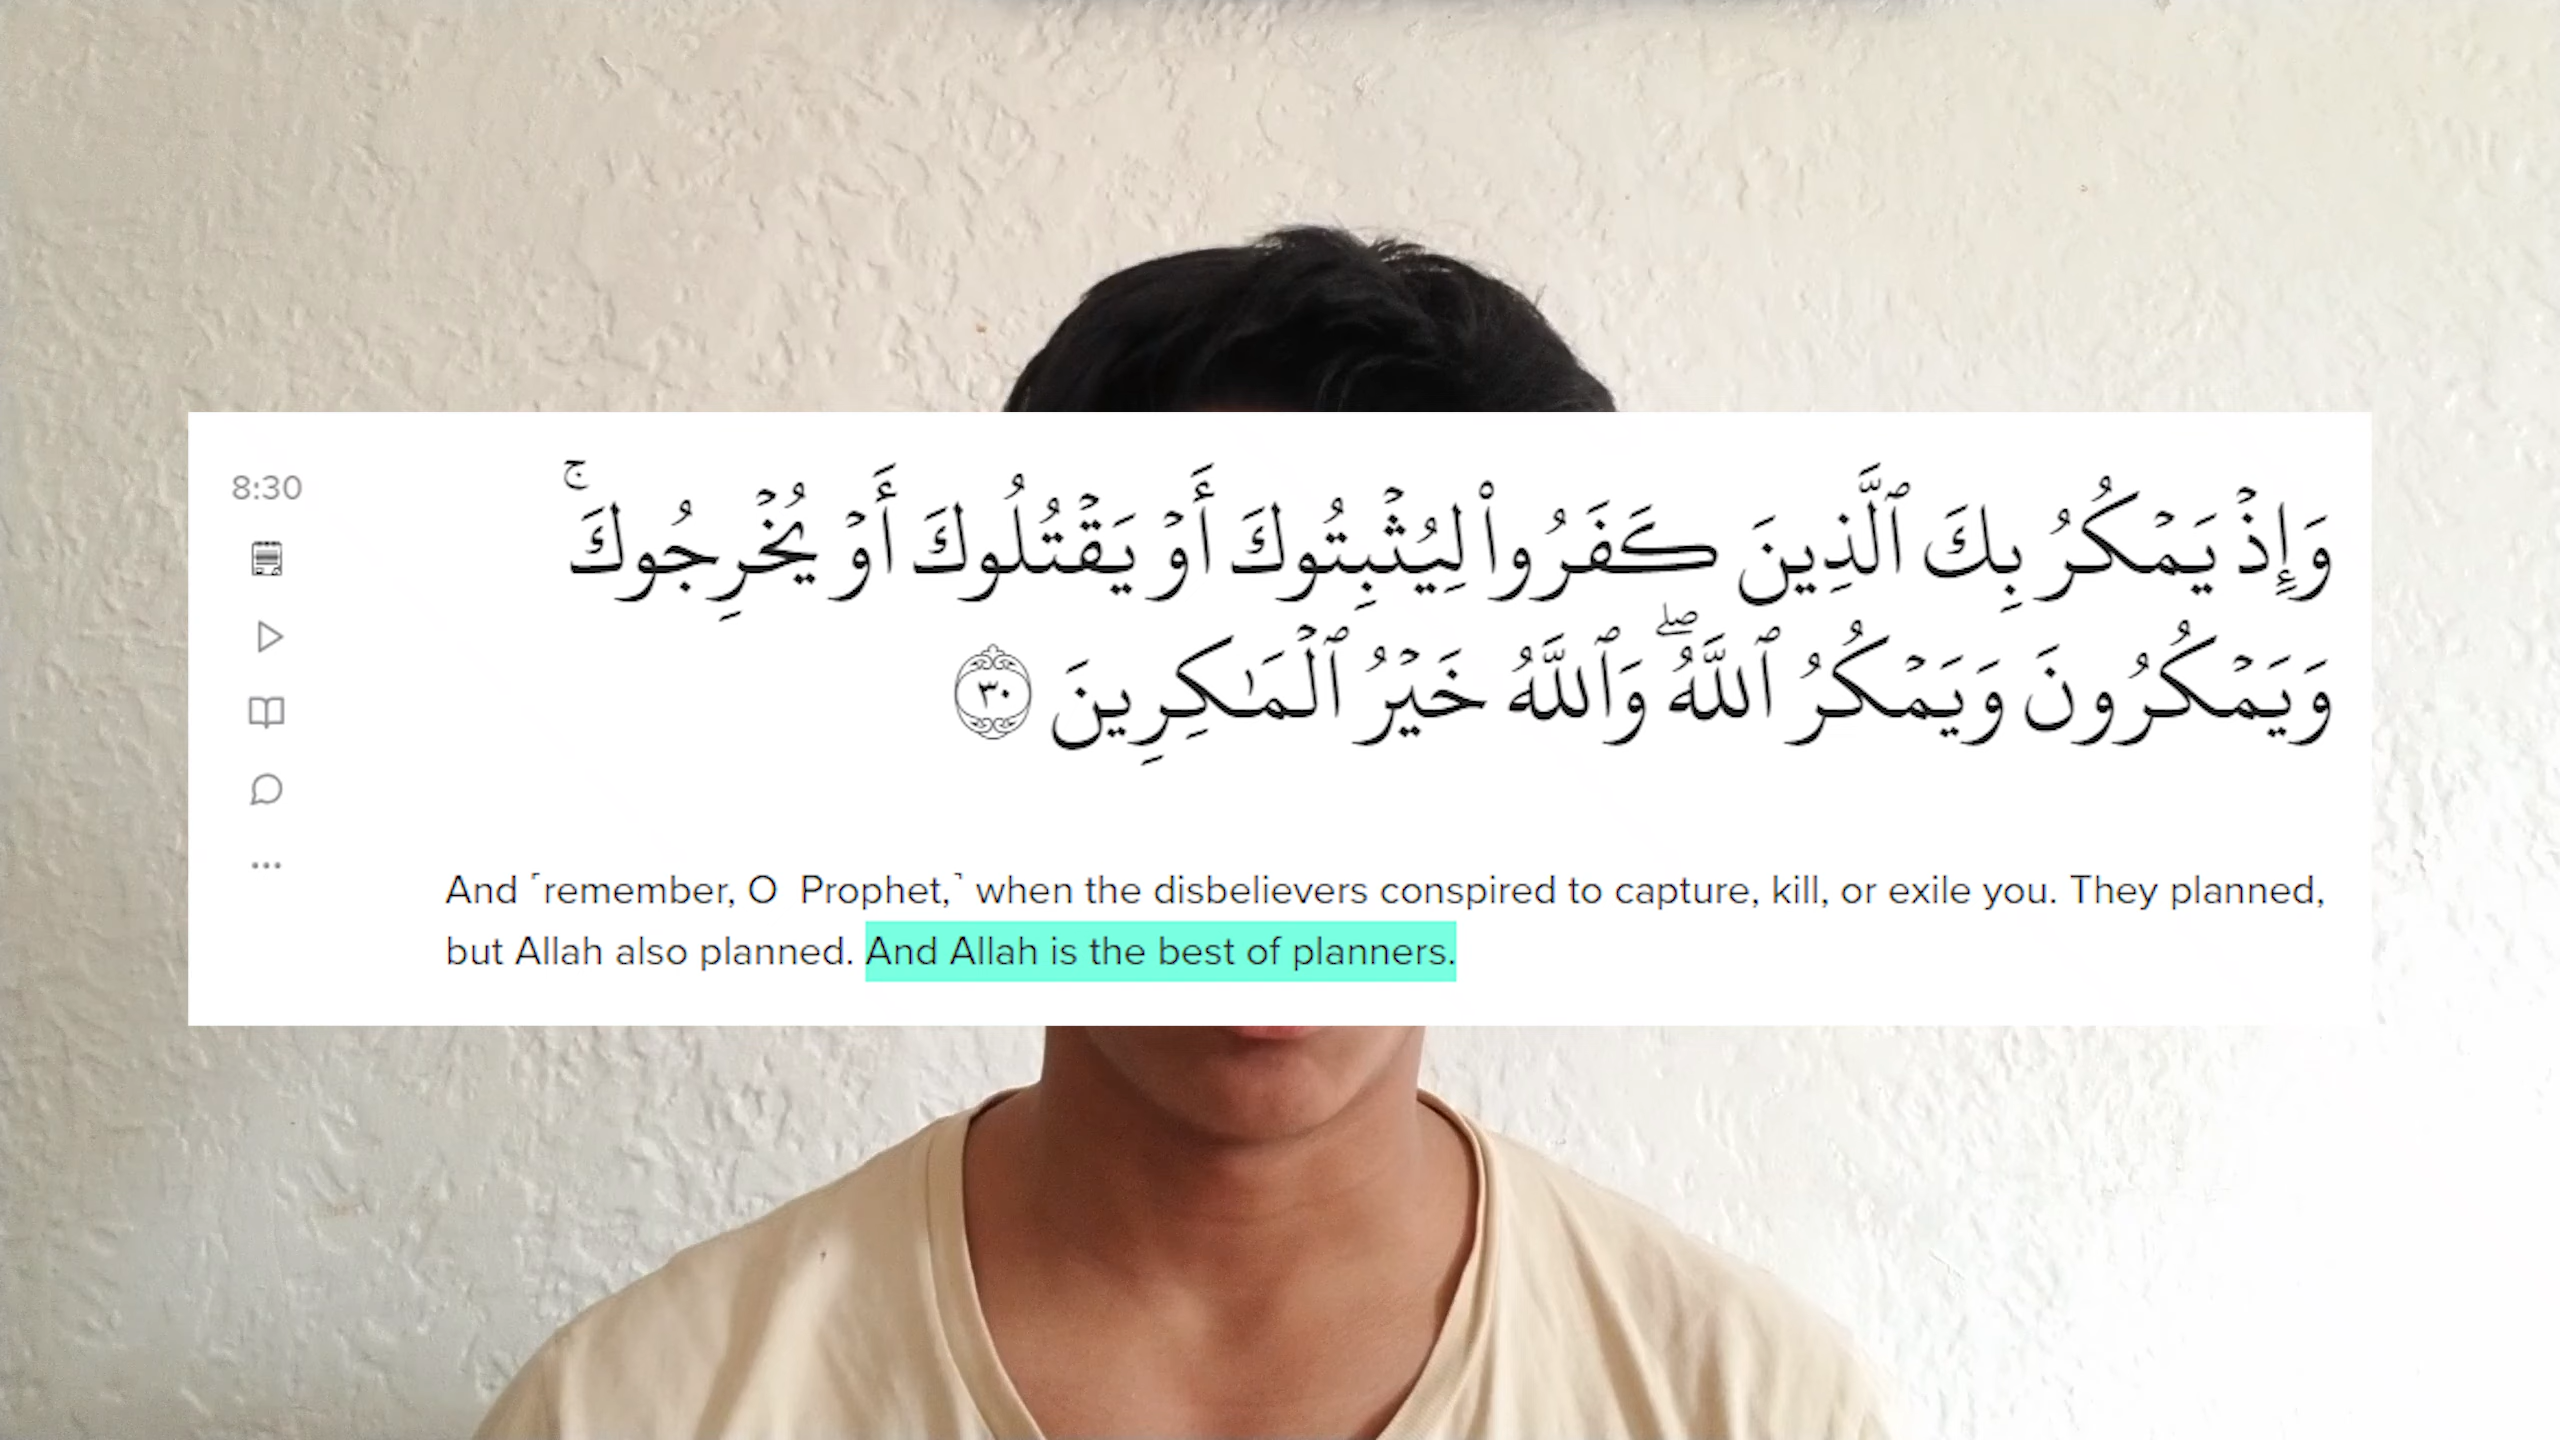 8:30
وَإِذْ يَمْكُرُ بِكَ ٱلَّذِينَ كَفَرُوا۟ لِيُثْبِتُوكَ أَوْ يَقْتُلُوكَ أَوْ يُخْرِجُوكَ ۚ
وَيَمْكُرُونَ وَيَمْكُرُ ٱللَّهُ ۖ وَٱللَّهُ خَيْرُ ٱلْمَـٰكِرِينَ ٣٠
And ˹remember, O Prophet,˺ when the disbelievers conspired to capture, kill, or exile you. They planned,
but Allah also planned. And Allah is the best of planners.